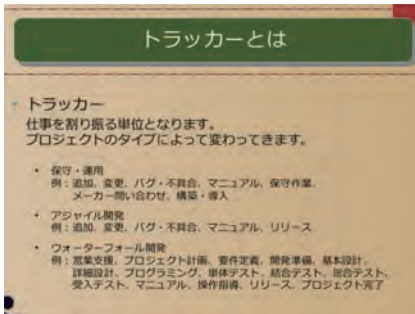 トラッカーとは
トラッカー
仕事を割り振る単位となります。
プロジェクトのタイプによって変わってきます。
・ 保守・運用
例：追加、変更、バグ・不具合、マニュアル、保守作業、
メーカー問い合わせ、構築・導入
・ アジャイル開発
例：追加、変更、バグ・不具合、マニュアル、リリース
・ ウォーターフォール開発
例：営業支援、プロジェクト計画、要件定義、開発準備、基本設計、
詳細設計、プログラミング、単体テスト、結合テスト、総合テスト、
受入テスト、マニュアル、操作指導、リリース、プロジェクト完了